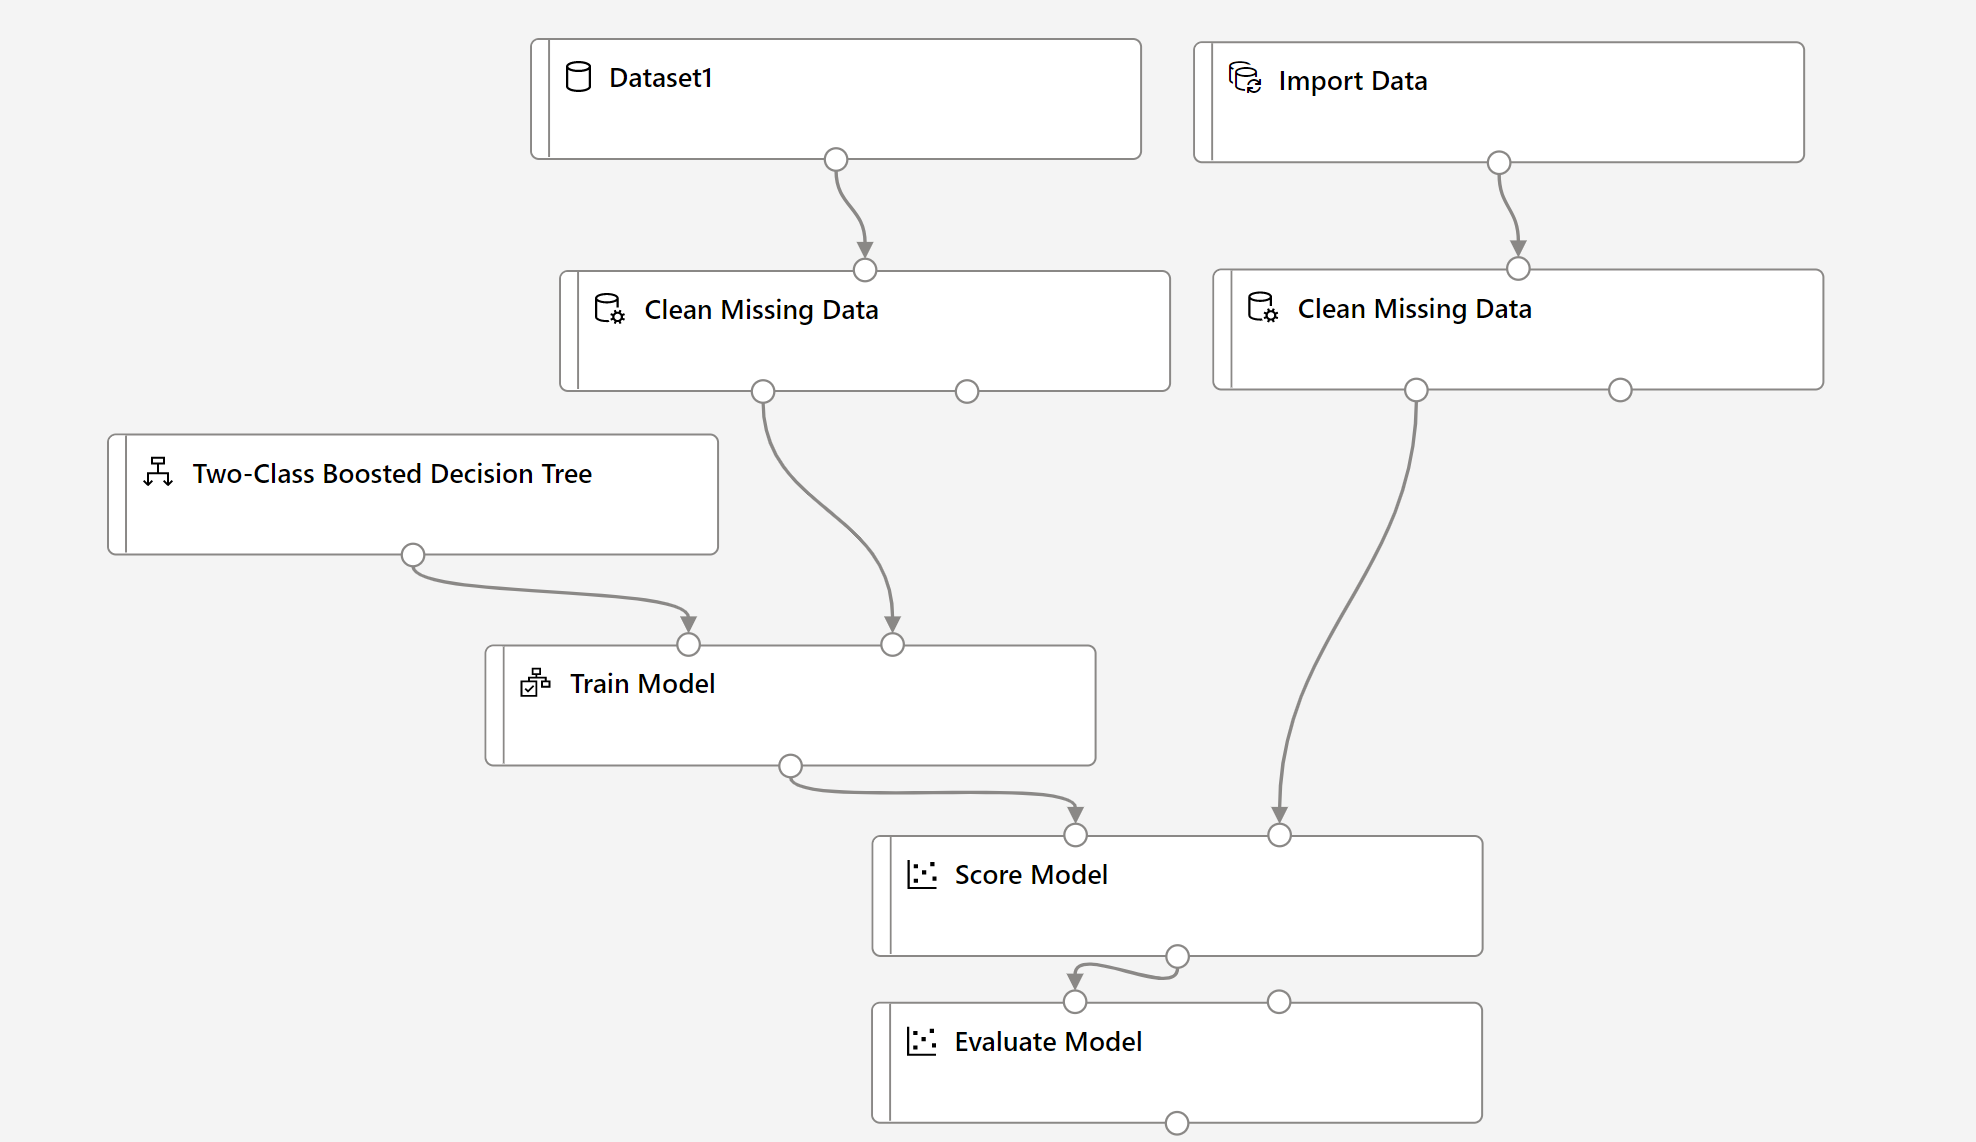 Dataset1
Import Data
Clean Missing Data
Clean Missing Data
Two-Class Boosted Decision Tree
Train Model
Score Model
Evaluate Model